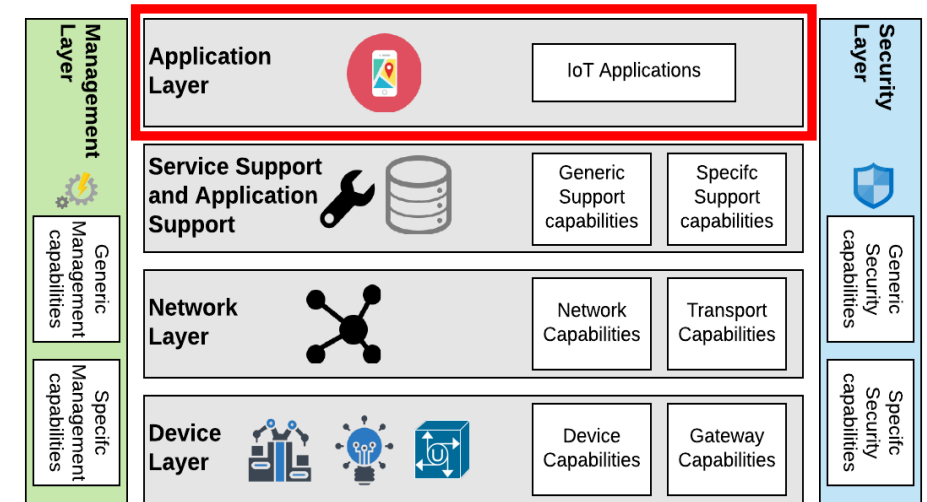 Management
Layer
Generic
Management
capabilities
Specifc
Management
capabilities
Application
Layer
IoT Applications
Service Support
and Application
Support
Generic
Support
capabilities
Specifc
Support
capabilities
Network
Layer
Network
Capabilities
Transport
Capabilities
Device
Layer
U
Device
Capabilities
Gateway
Capabilities
Security
Layer
Generic
Security
capabilities
Specifc
Security
capabilities